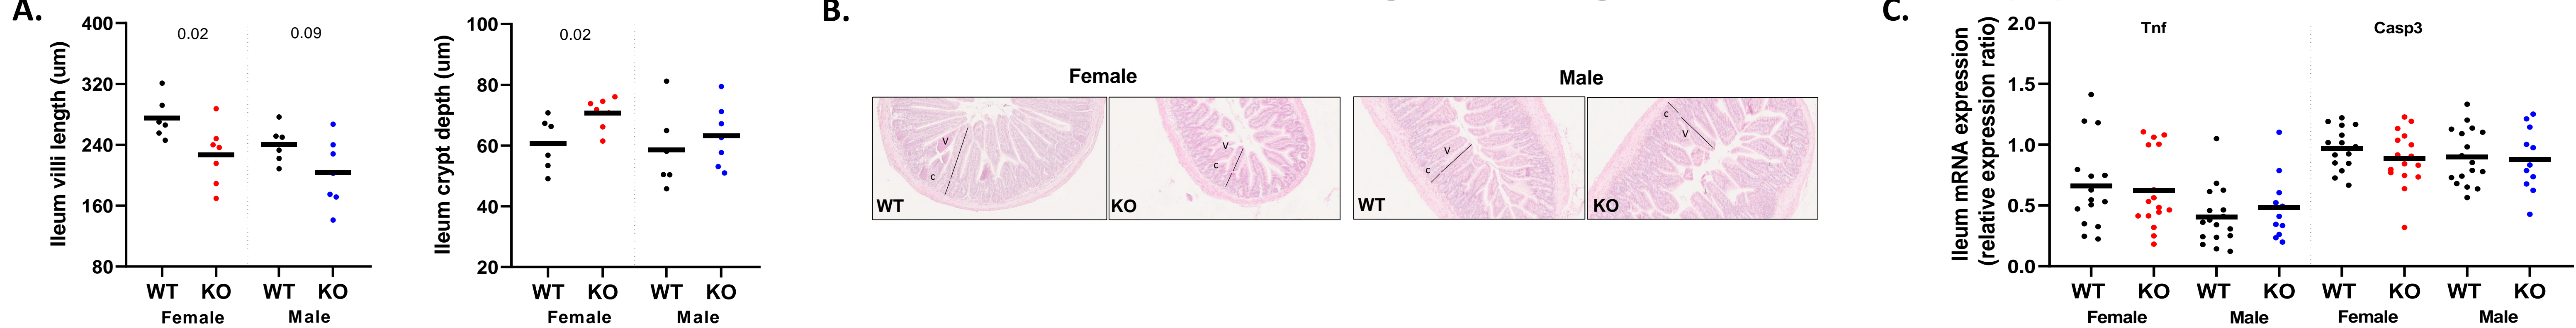 A.
Ileum villi length (um)
400
320
240
160
80
0.02
0.09
WT KO WT KO
Female Male
Ileum crypt depth (um)
100
80
60
40
20
0.02
WT KO WT KO
Female Male
B.
Female
Male
V
C
WT
V
C
KO
V
C
WT
C
V
KO
C.
Ileum mRNA expression
(relative expression ratio)
2.0
1.5
1.0
0.5
0.0
Tnf
Casp3
WT KO WT KO WT KO WT KO
Female Male Female Male